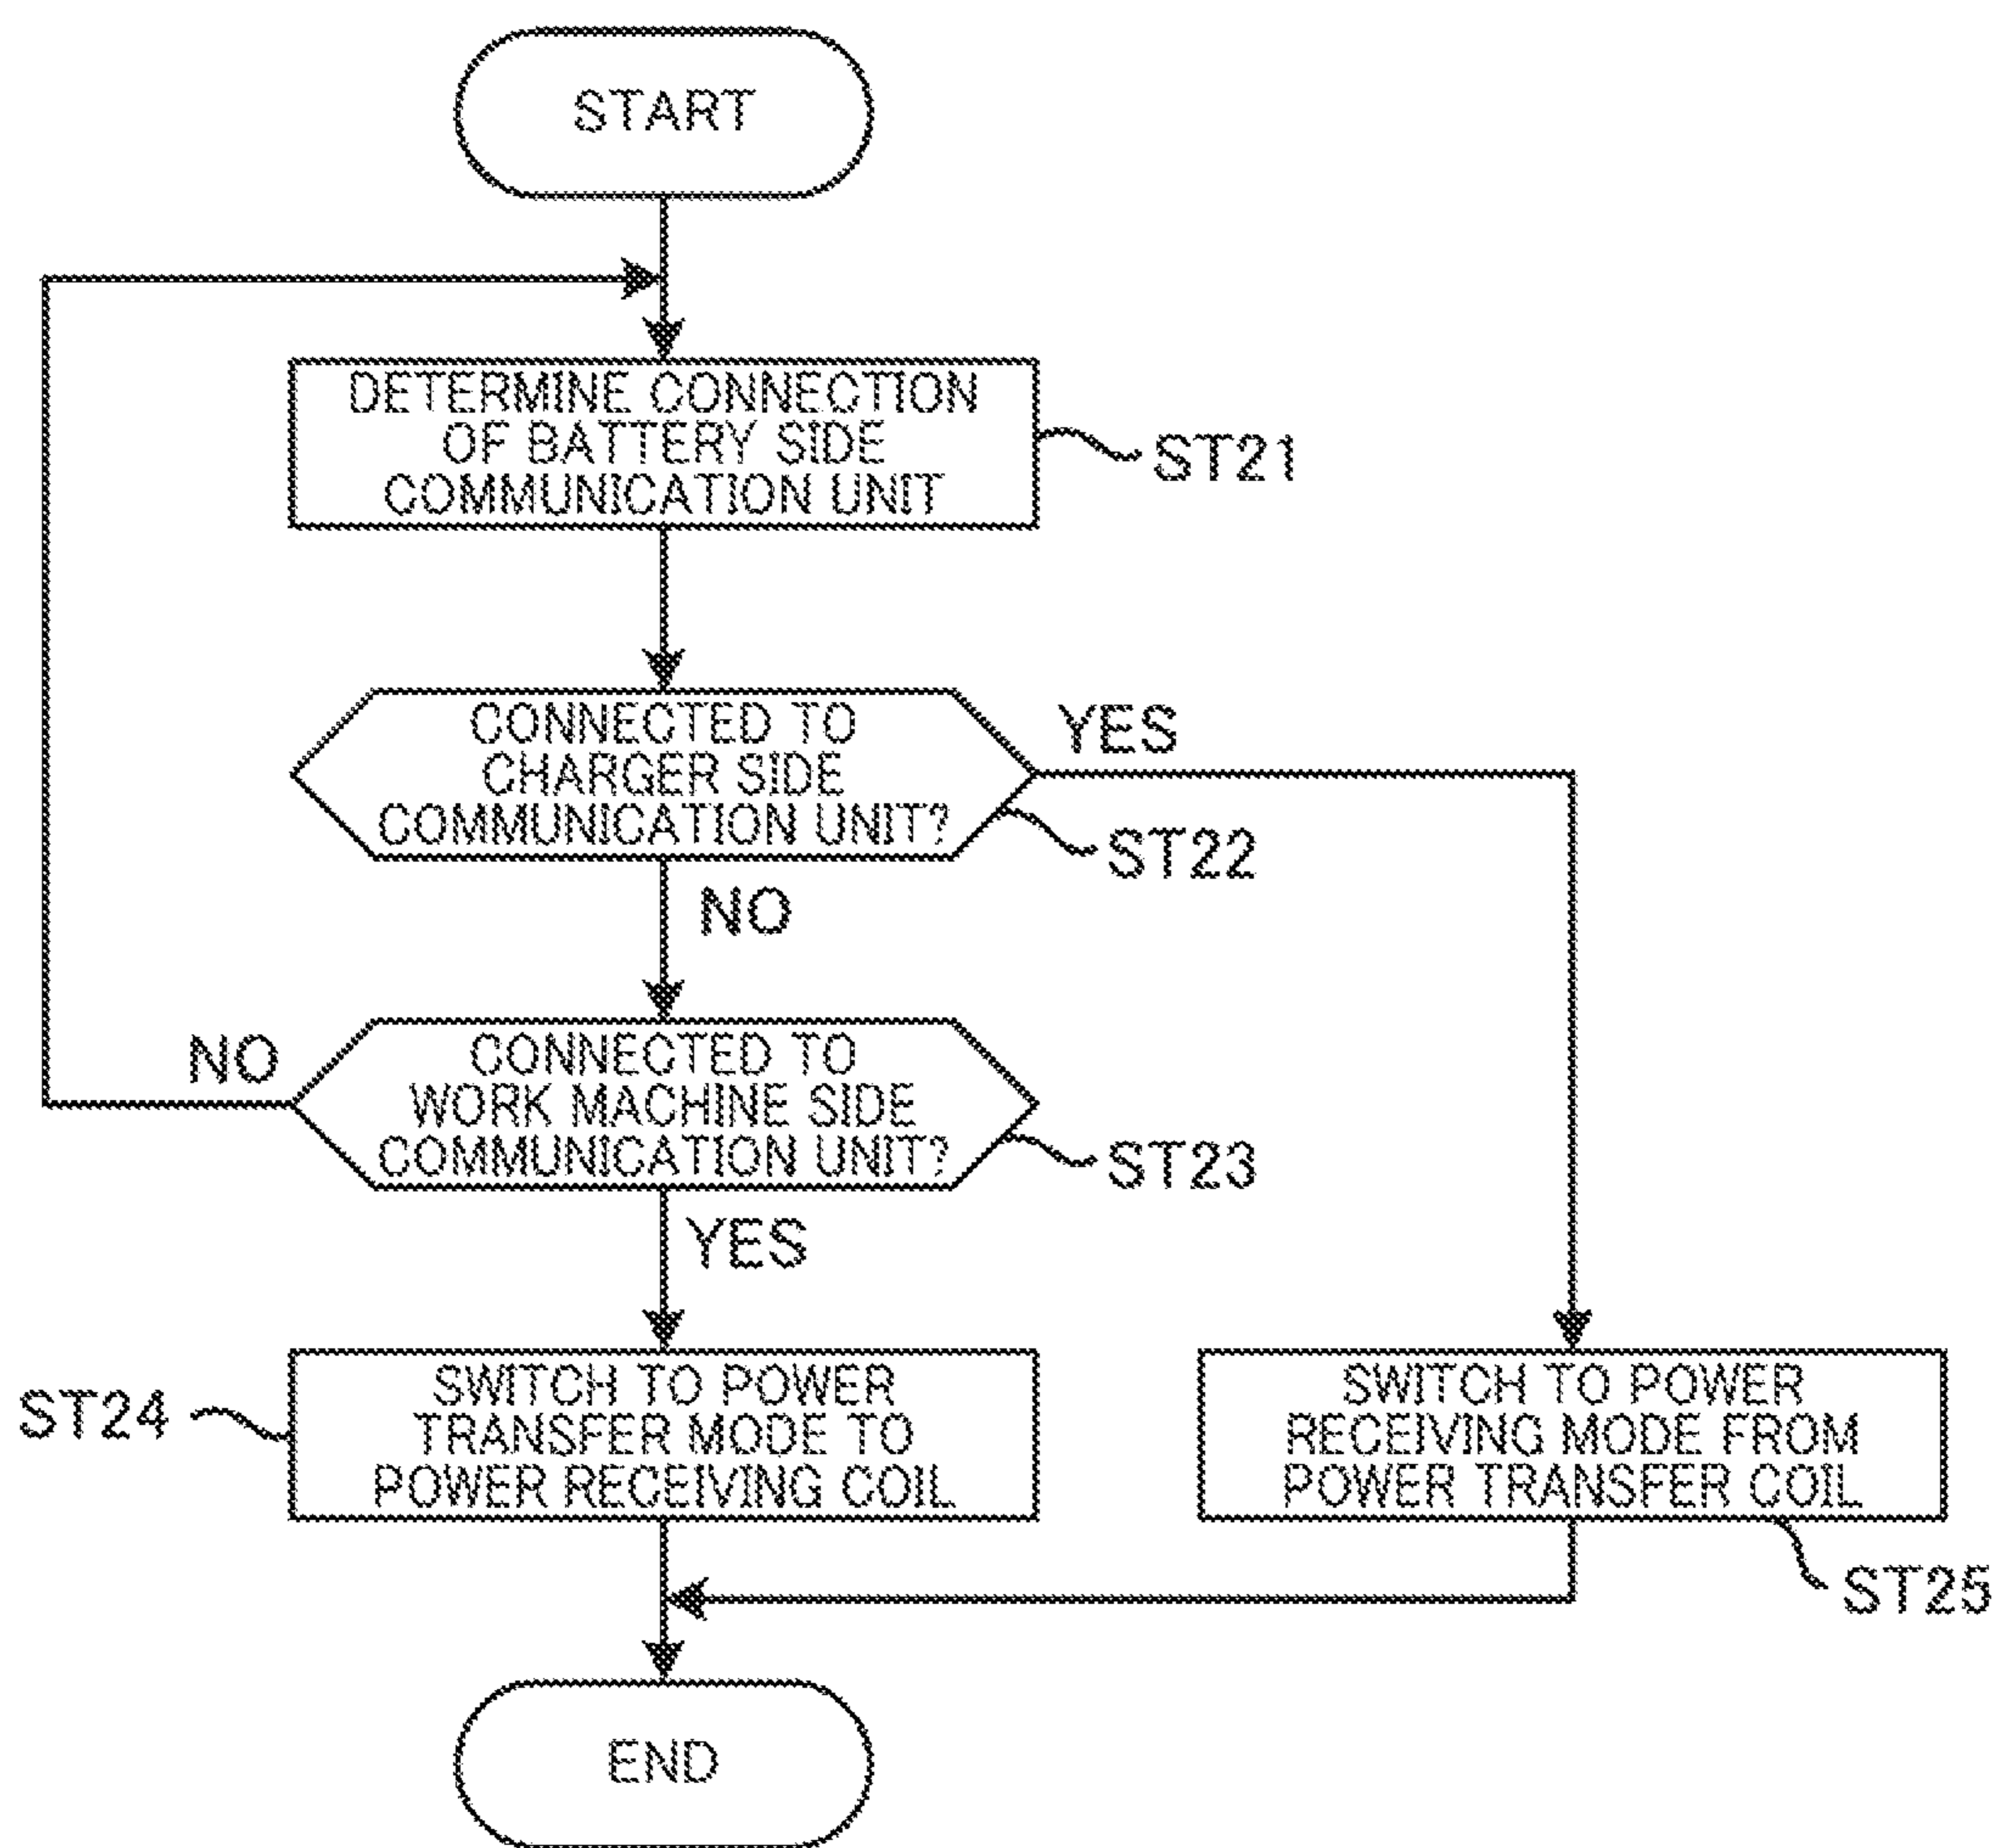 START
DETERMINE CONNECTION
OF BATTERY SIDE
COMMUNICATION UNIT
ST21
CONNECTED TO
CHARGER SIDE
COMMUNICATION UNIT?
YES
ST22
NO
CONNECTED TO
WORK MACHINE SIDE
COMMUNICATION UNIT?
NO
ST23
YES
ST24
SWITCH TO POWER
TRANSFER MODE TO
POWER RECEIVING COIL
SWITCH TO POWER
RECEIVING MODE FROM
POWER TRANSFER COIL
ST25
END